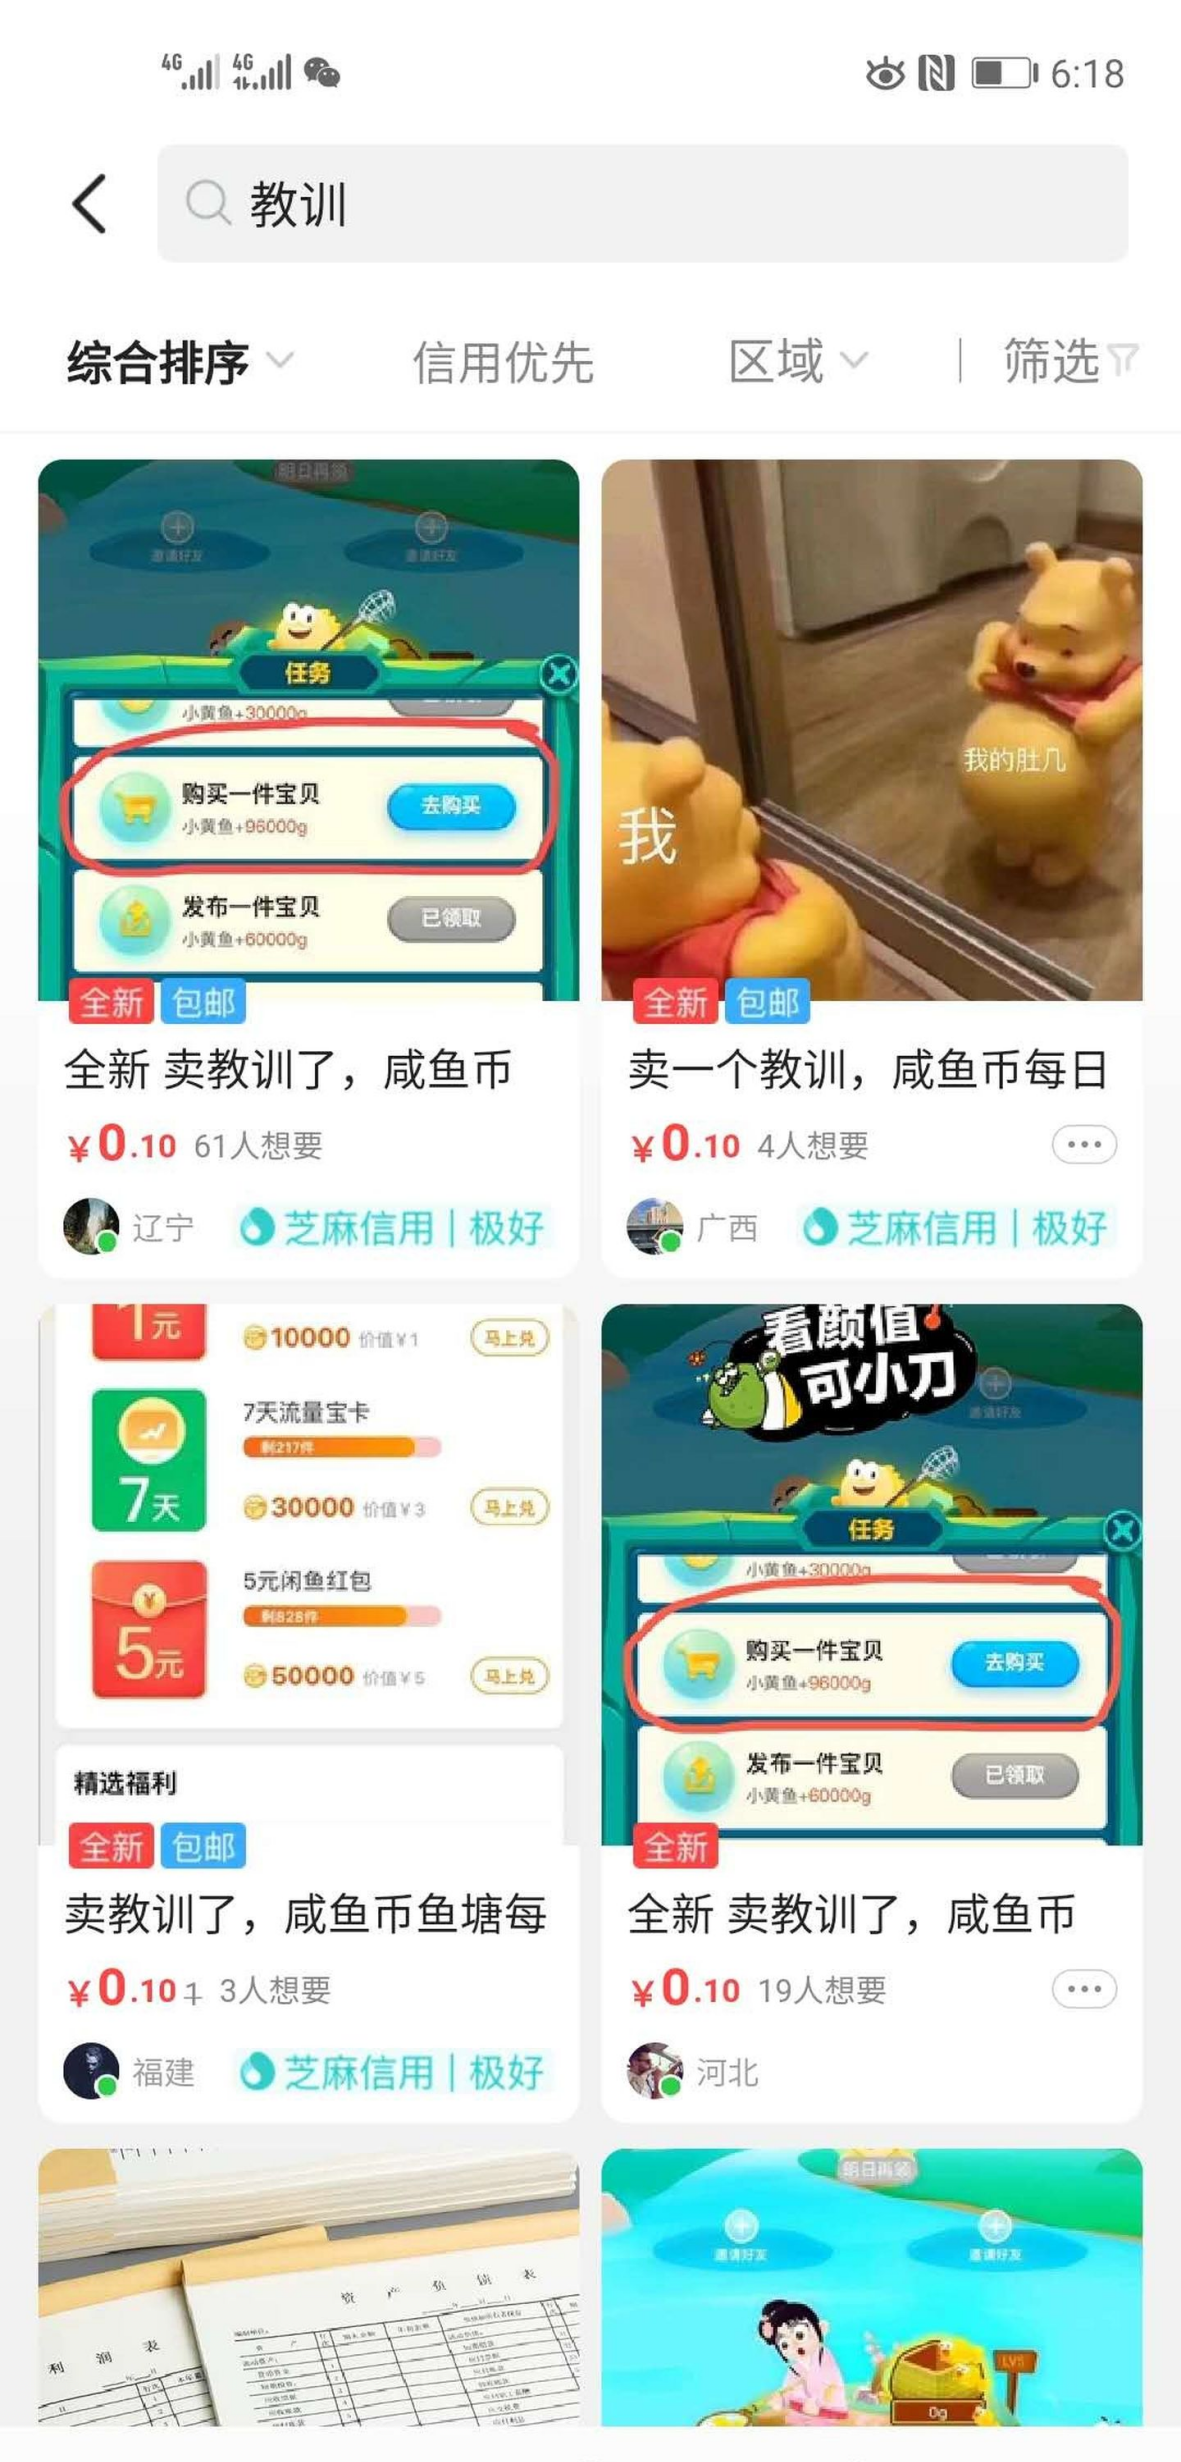 4G 4G 6:18
教训
综合排序 信用优先 区域 筛选
明日再领
邀请好友 邀请好友
任务
小黄鱼+30000g
购买一件宝贝
小黄鱼+96000g
去购买
发布一件宝贝
小黄鱼+60000g
已领取
全新 包邮
全新 卖教训了，咸鱼币
¥0.10 61人想要
辽宁 芝麻信用|极好
我的肚几
我
全新 包邮
卖一个教训，咸鱼币每日
¥0.10 4人想要
广西 芝麻信用|极好
1元
10000 价值¥1 马上兑
7天流量宝卡
剩217件
7天
30000 价值¥3 马上兑
5元闲鱼红包
剩828件
¥
5元
50000 价值¥5 马上兑
精选福利
全新 包邮
卖教训了，咸鱼币鱼塘每
¥0.10 1 3人想要
福建 芝麻信用|极好
看颜值
可小刀
邀请好友
任务
小黄鱼+30000g
购买一件宝贝
小黄鱼+96000g
去购买
发布一件宝贝
小黄鱼+60000g
已领取
全新
全新 卖教训了，咸鱼币
¥0.10 19人想要
河北
资产负债表
利润表
明日再领
邀请好友 邀请好友
LV5
0g